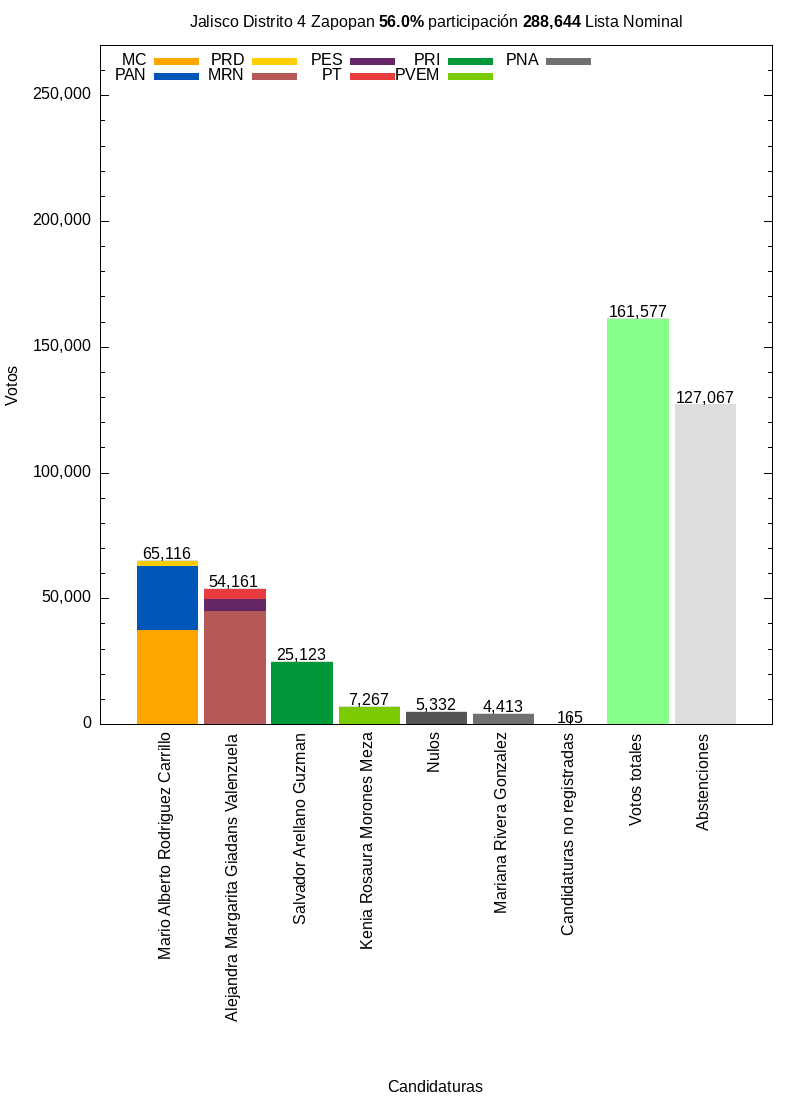 Jalisco Distrito 4 Zapopan 56.0% participación 288,644 Lista Nominal
MC PRD PES PRI PNA
PAN MRN PT PVEM
250,000
200,000
150,000
100,000
50,000
0
Votos
65,116
54,161
25,123
7,267
5,332
4,413
165
161,577
127,067
Mario Alberto Rodriguez Carrillo
Alejandra Margarita Giadans Valenzuela
Salvador Arellano Guzman
Kenia Rosaura Morones Meza
Nulos
Mariana Rivera Gonzalez
Candidaturas no registradas
Votos totales
Abstenciones
Candidaturas